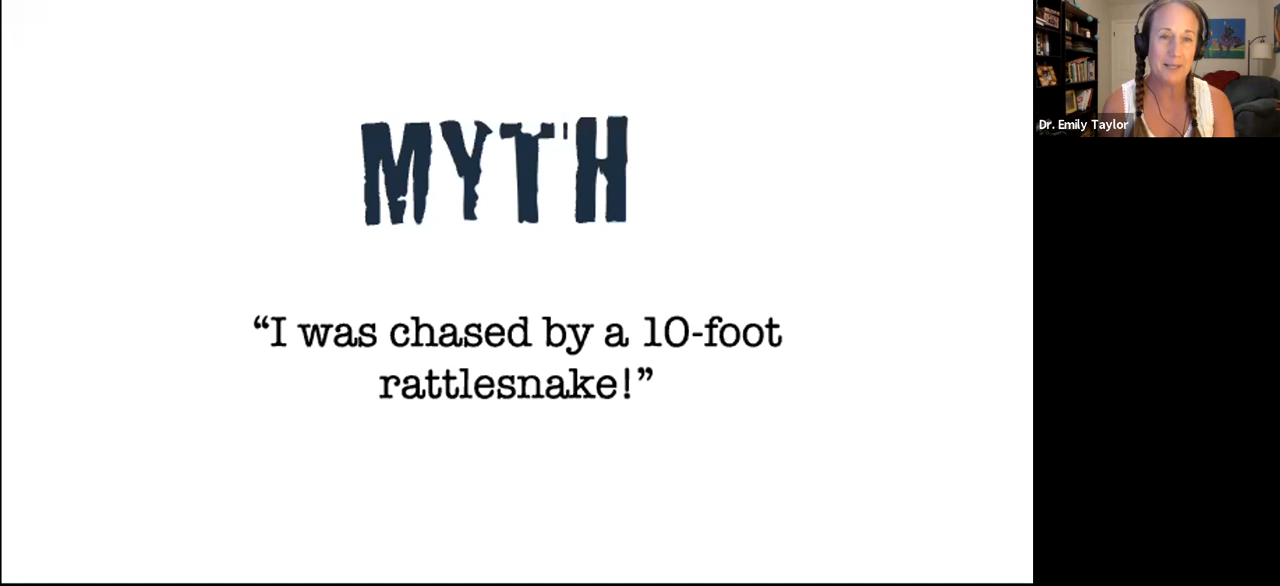 MYTH
“I was chased by a 10-foot
rattlesnake!”
Dr. Emily Taylor